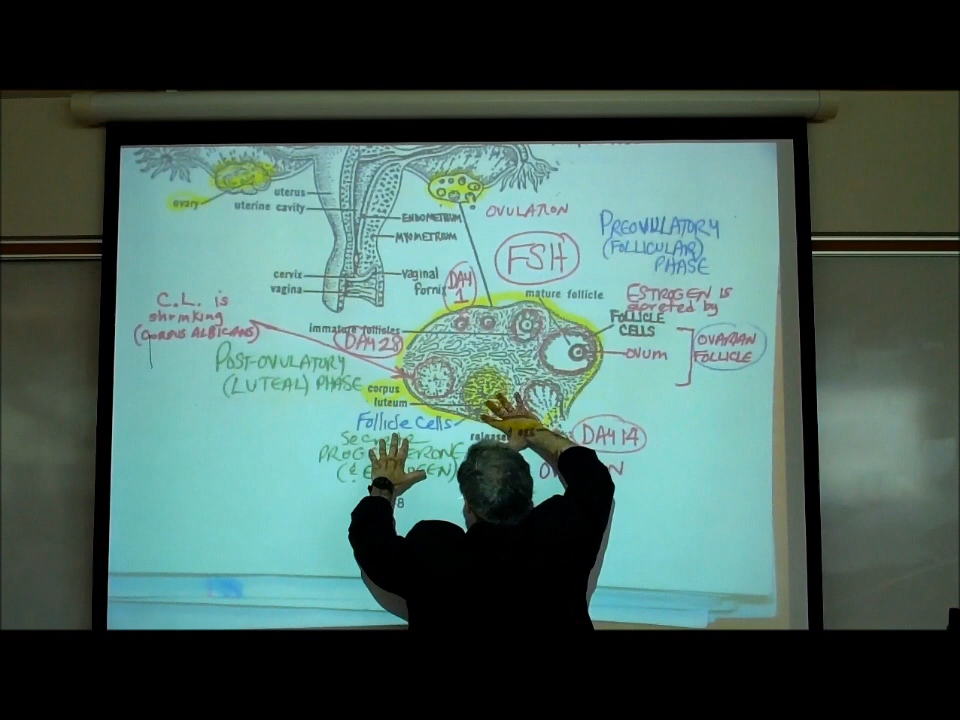 ovary
uterus
uterine cavity
ENDOMETRIUM
MYOMETRIUM
cervix
vagina
vaginal
fornix
OVULATION
FSH
PREOVULATORY
(FOLLICULAR)
PHASE
DAY
1
mature follicle
ESTROGEN is
secreted by
FOLLICLE
CELLS
OVUM
OVARIAN
FOLLICLE
C.L. is
shrinking
(CORPUS ALBICANS)
immature follicles
DAY 28
POST-OVULATORY
(LUTEAL) PHASE
corpus
luteum
Follicle Cells
DAY 14